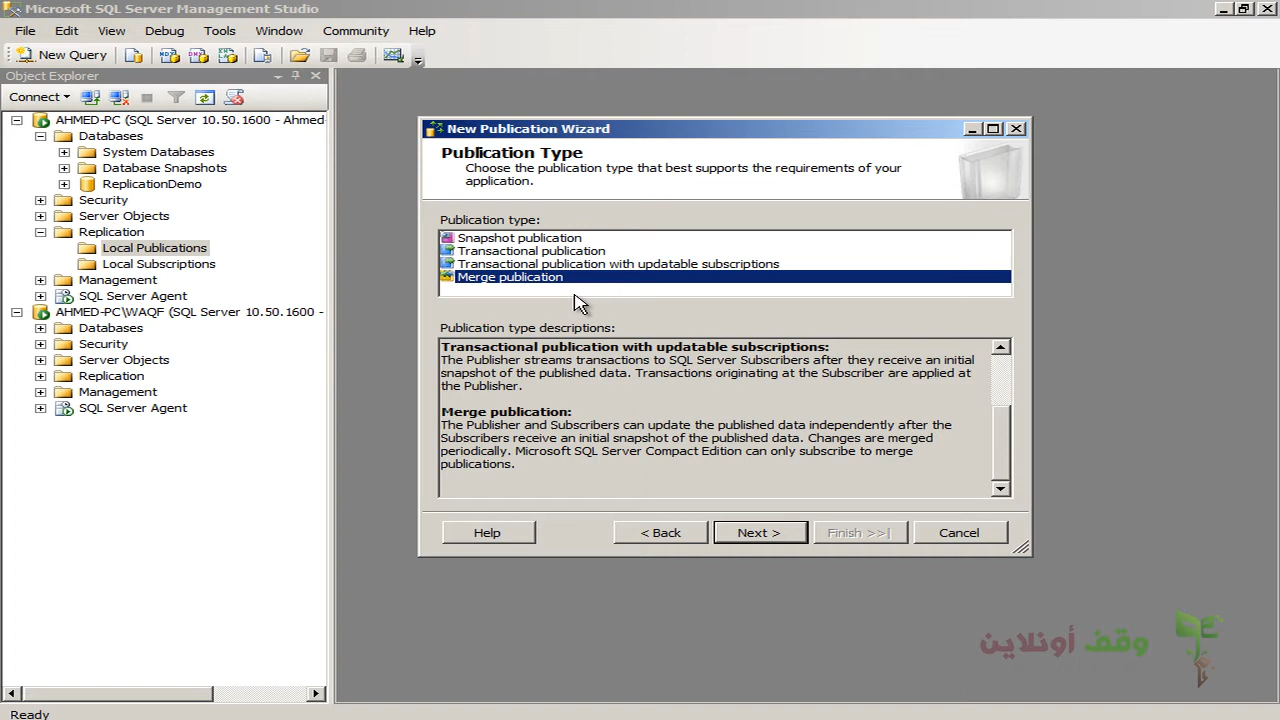 Microsoft SQL Server Management Studio
File Edit View Debug Tools Window Community Help
New Query
Object Explorer
Connect
AHMED-PC (SQL Server 10.50.1600 - Ahmed-
Databases
System Databases
Database Snapshots
ReplicationDemo
Security
Server Objects
Replication
Local Publications
Local Subscriptions
Management
SQL Server Agent
AHMED-PC\WAQF (SQL Server 10.50.1600 -
Databases
Security
Server Objects
Replication
Management
SQL Server Agent
New Publication Wizard
Publication Type
Choose the publication type that best supports the requirements of your
application.
Publication type:
Snapshot publication
Transactional publication
Transactional publication with updatable subscriptions
Merge publication
Publication type descriptions:
Transactional publication with updatable subscriptions:
The Publisher streams transactions to SQL Server Subscribers after they receive an initial
snapshot of the published data. Transactions originating at the Subscriber are applied at
the Publisher.
Merge publication:
The Publisher and Subscribers can update the published data independently after the
Subscribers receive an initial snapshot of the published data. Changes are merged
periodically. Microsoft SQL Server Compact Edition can only subscribe to merge
publications.
Help < Back Next > Finish >>| Cancel
وقف أونلاين
Ready